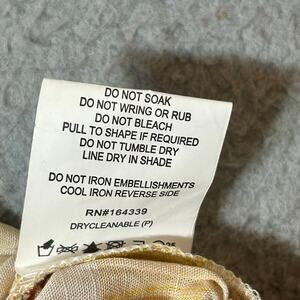 DO NOT SOAK
DO NOT WRING OR RUB
DO NOT BLEACH
PULL TO SHAPE IF REQUIRED
DO NOT TUMBLE DRY
LINE DRY IN SHADE
DO NOT IRON EMBELLISHMENTS
COOL IRON REVERSE SIDE
RN#164339
DRYCLEANABLE (P)